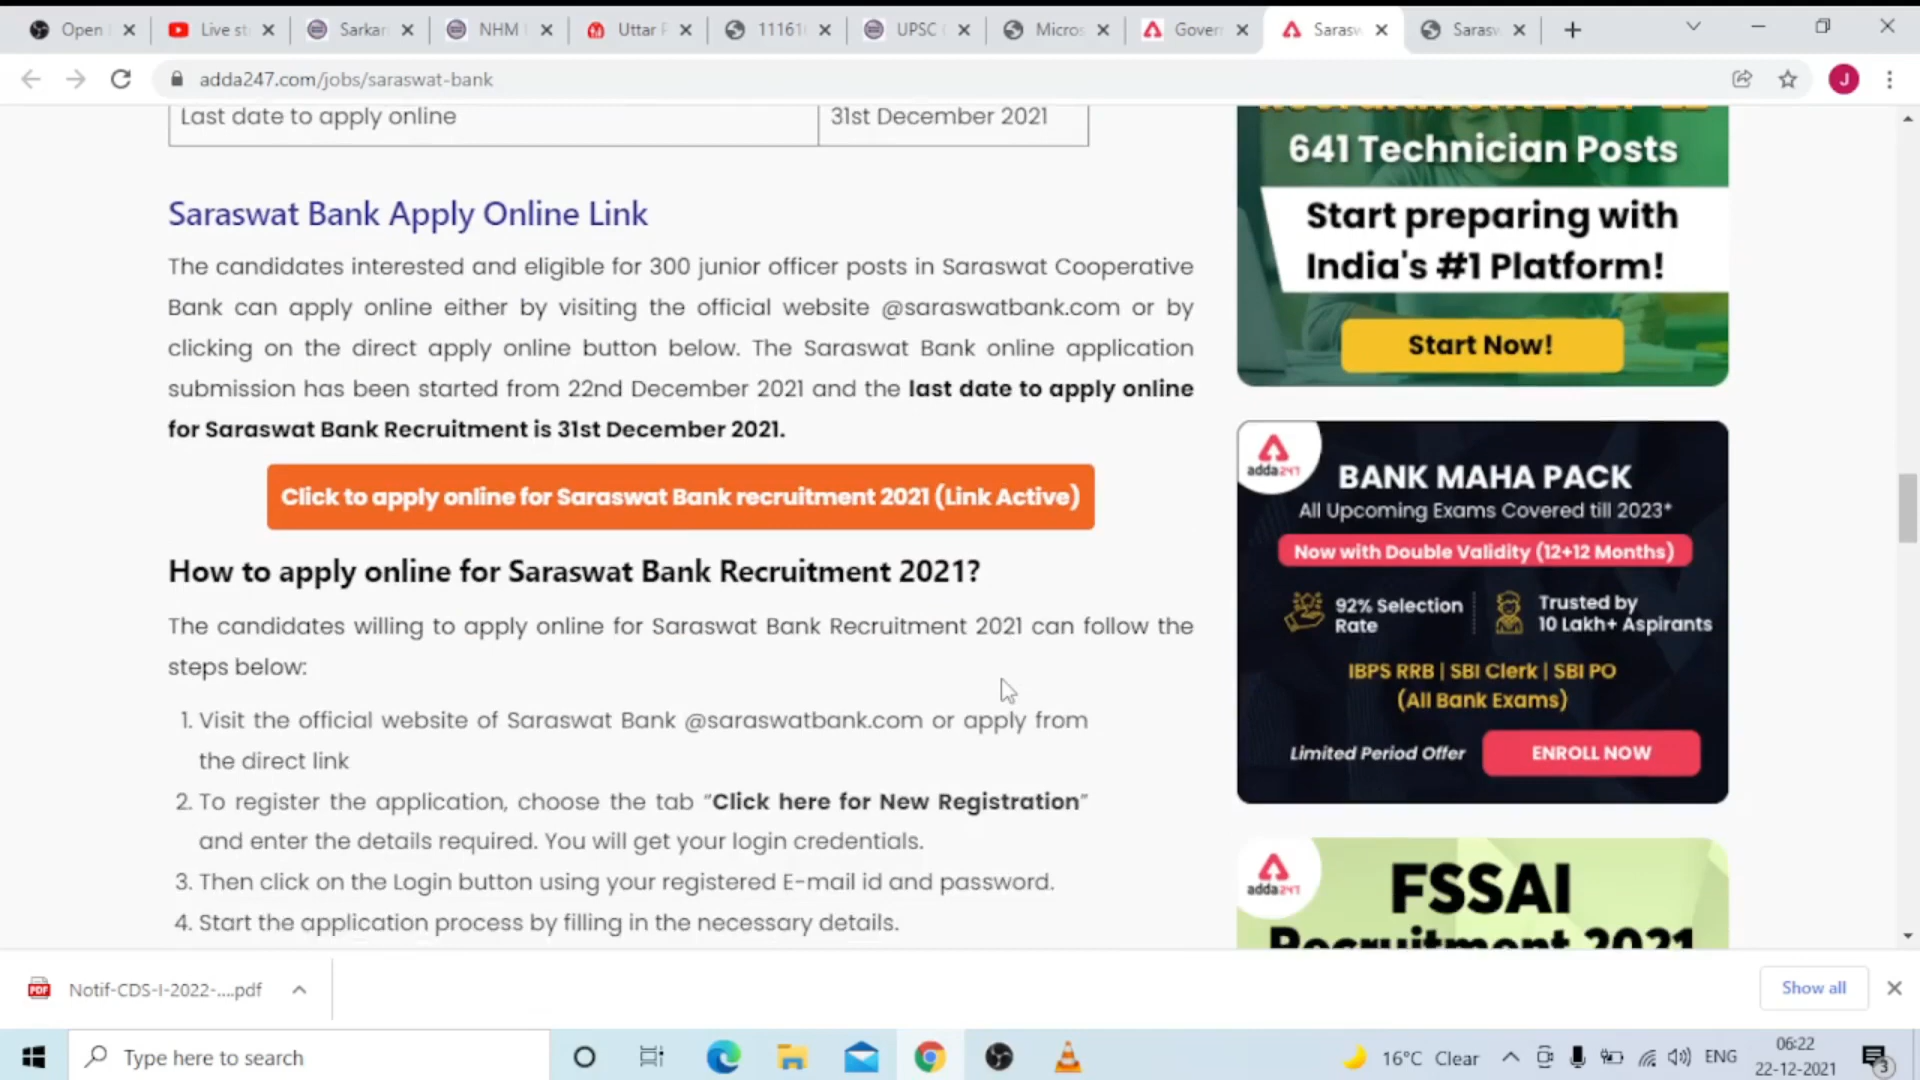 Open
Live st
Sarkar
NHM
Uttar P
11161
UPSC
Micros
Govern
Sarasw
Sarasw
adda247.com/jobs/saraswat-bank
J
Last date to apply online
31st December 2021
Saraswat Bank Apply Online Link
The candidates interested and eligible for 300 junior officer posts in Saraswat Cooperative
Bank can apply online either by visiting the official website @saraswatbank.com or by
clicking on the direct apply online button below. The Saraswat Bank online application
submission has been started from 22nd December 2021 and the last date to apply online
for Saraswat Bank Recruitment is 31st December 2021.
Click to apply online for Saraswat Bank recruitment 2021 (Link Active)
How to apply online for Saraswat Bank Recruitment 2021?
The candidates willing to apply online for Saraswat Bank Recruitment 2021 can follow the
steps below:
1. Visit the official website of Saraswat Bank @saraswatbank.com or apply from
the direct link
2. To register the application, choose the tab “Click here for New Registration”
and enter the details required. You will get your login credentials.
3. Then click on the Login button using your registered E-mail id and password.
4. Start the application process by filling in the necessary details.
641 Technician Posts
Start preparing with
India's #1 Platform!
Start Now!
adda247
BANK MAHA PACK
All Upcoming Exams Covered till 2023*
Now with Double Validity (12+12 Months)
92% Selection
Rate
Trusted by
10 Lakh+ Aspirants
IBPS RRB | SBI Clerk | SBI PO
(All Bank Exams)
Limited Period Offer
ENROLL NOW
adda247
FSSAI
Recruitment 2021
PDF
Notif-CDS-I-2022-....pdf
Show all
Type here to search
16°C Clear
ENG
06:22
22-12-2021
3